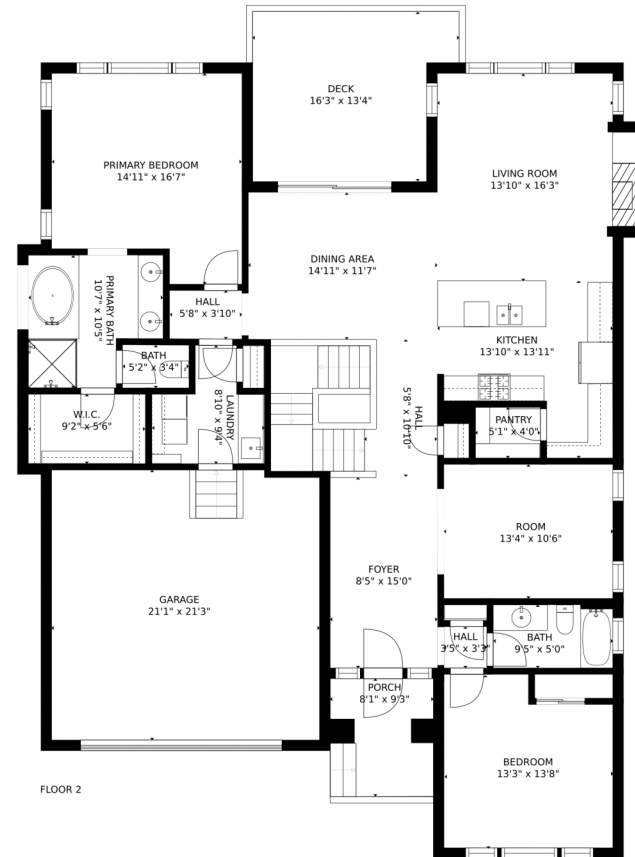 DECK
16'3" x 13'4"
PRIMARY BEDROOM
14'11" x 16'7"
LIVING ROOM
13'10" x 16'3"
DINING AREA
14'11" x 11'7"
PRIMARY BATH
10'7" x 10'5"
HALL
5'8" x 3'10"
KITCHEN
13'10" x 13'11"
BATH
5'2" x 3'4"
W.I.C.
9'2" x 5'6"
LAUNDRY
8'10" x 9'4"
HALL
5'8" x 10'10"
PANTRY
5'1" x 4'0"
ROOM
13'4" x 10'6"
FOYER
8'5" x 15'0"
GARAGE
21'1" x 21'3"
HALL
3'5" x 3'3"
BATH
9'5" x 5'0"
PORCH
8'1" x 9'3"
BEDROOM
13'3" x 13'8"
FLOOR 2